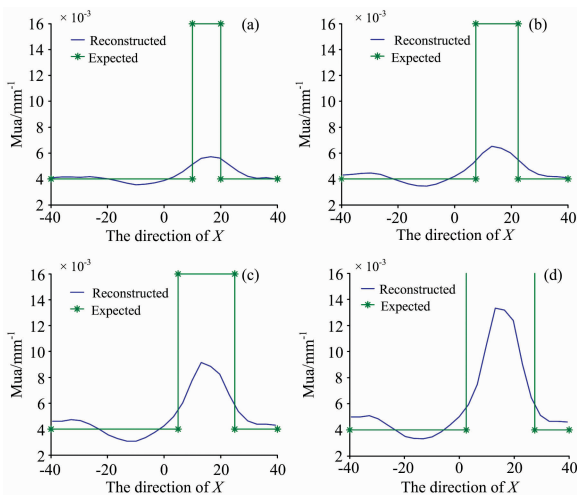 × 10⁻³
(a)
16
14
12
10
8
6
4
2
Reconstructed
Expected
Mua/mm⁻¹
-40
-20
0
20
40
The direction of X
× 10⁻³
(b)
16
14
12
10
8
6
4
2
Reconstructed
Expected
Mua/mm⁻¹
-40
-20
0
20
40
The direction of X
× 10⁻³
(c)
16
14
12
10
8
6
4
2
Reconstructed
Expected
Mua/mm⁻¹
-40
-20
0
20
40
The direction of X
× 10⁻³
(d)
16
14
12
10
8
6
4
2
Reconstructed
Expected
Mua/mm⁻¹
-40
-20
0
20
40
The direction of X